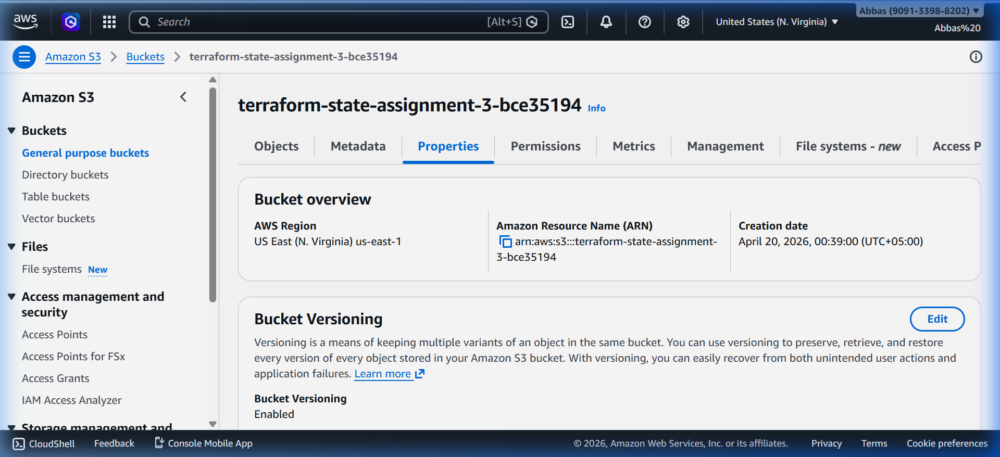 aws
Search
[Alt+S]
United States (N. Virginia)
Abbas (9091-3398-8202)
Abbas%20
Amazon S3
Buckets
terraform-state-assignment-3-bce35194
Amazon S3
Buckets
General purpose buckets
Directory buckets
Table buckets
Vector buckets
Files
File systems New
Access management and
security
Access Points
Access Points for FSx
Access Grants
IAM Access Analyzer
Storage management and
terraform-state-assignment-3-bce35194 Info
Objects
Metadata
Properties
Permissions
Metrics
Management
File systems - new
Access P
Bucket overview
AWS Region
US East (N. Virginia) us-east-1
Amazon Resource Name (ARN)
arn:aws:s3:::terraform-state-assignment-
3-bce35194
Creation date
April 20, 2026, 00:39:00 (UTC+05:00)
Bucket Versioning
Edit
Versioning is a means of keeping multiple variants of an object in the same bucket. You can use versioning to preserve, retrieve, and restore
every version of every object stored in your Amazon S3 bucket. With versioning, you can easily recover from both unintended user actions and
application failures. Learn more
Bucket Versioning
Enabled
CloudShell
Feedback
Console Mobile App
© 2026, Amazon Web Services, Inc. or its affiliates.
Privacy
Terms
Cookie preferences